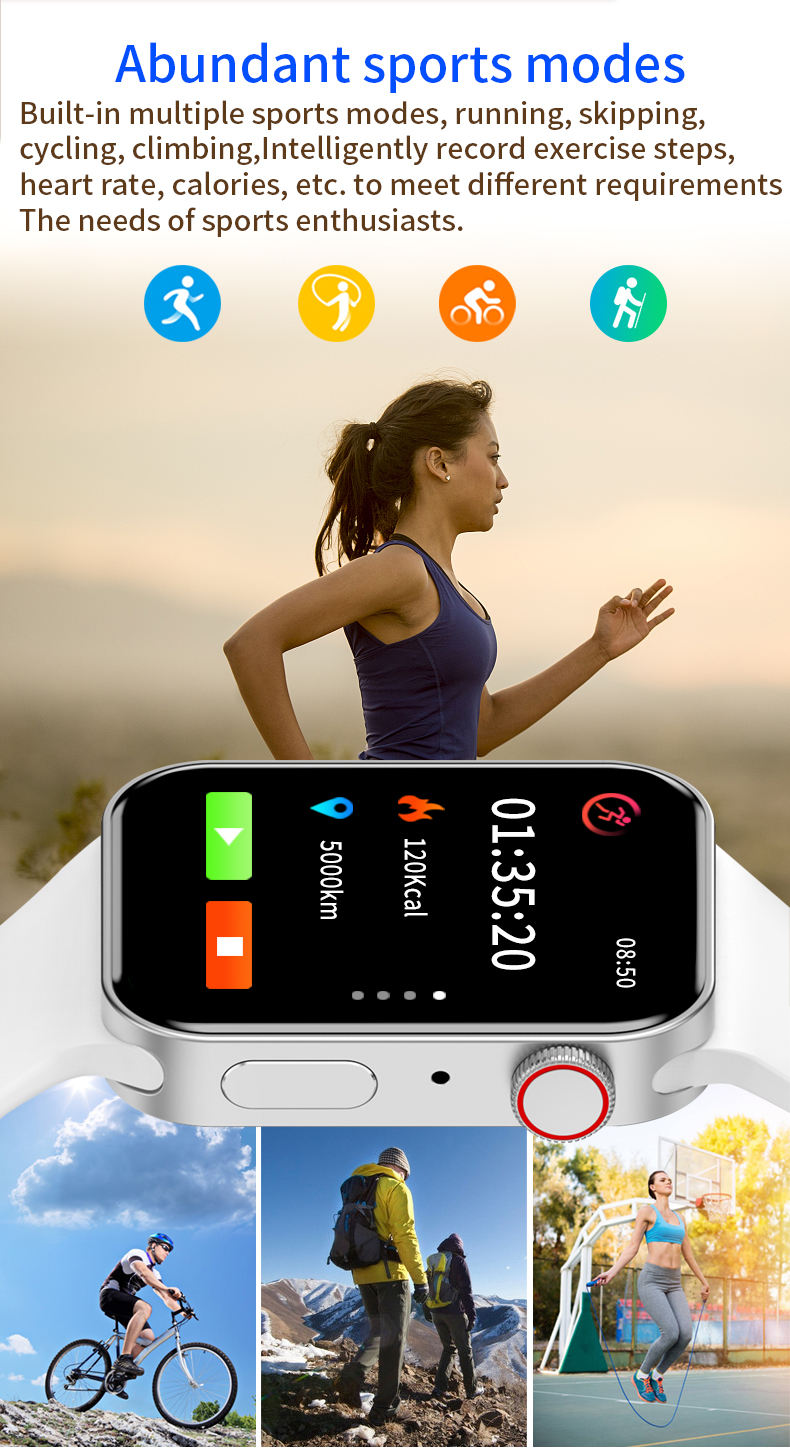 Abundant sports modes
Built-in multiple sports modes, running, skipping,
cycling, climbing,Intelligently record exercise steps,
heart rate, calories, etc. to meet different requirements
The needs of sports enthusiasts.
08:50
01:35:20
120Kcal
5000km